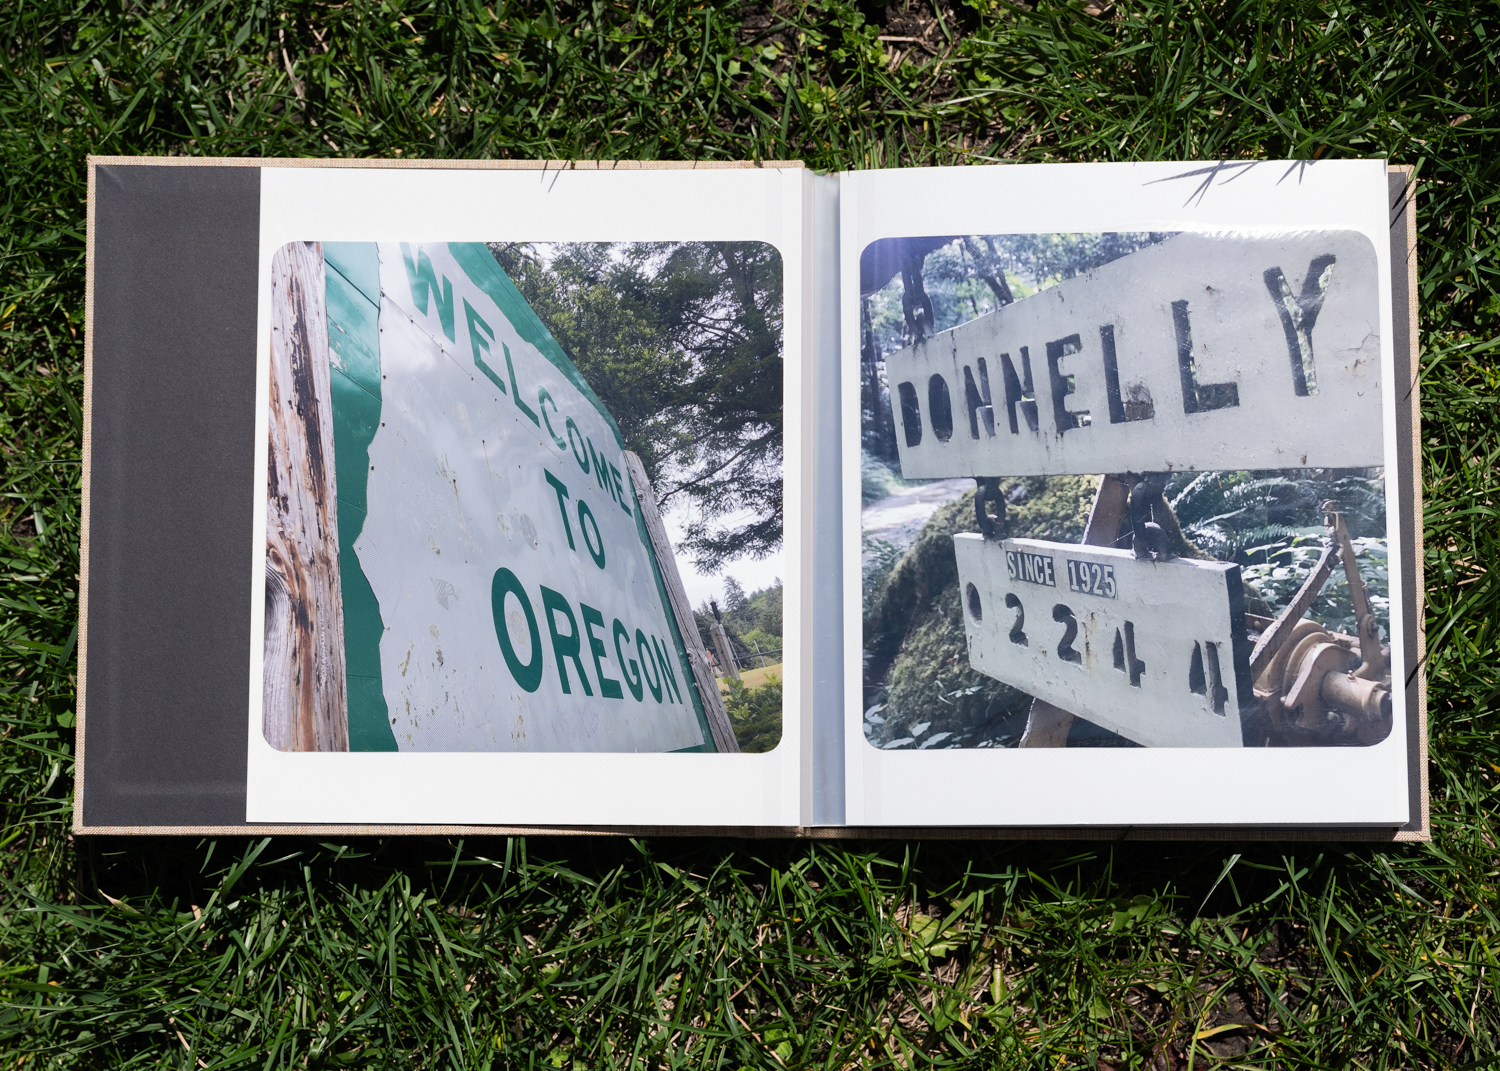 WELCOME
TO
OREGON
DONNELLY
SINCE 1925
02244